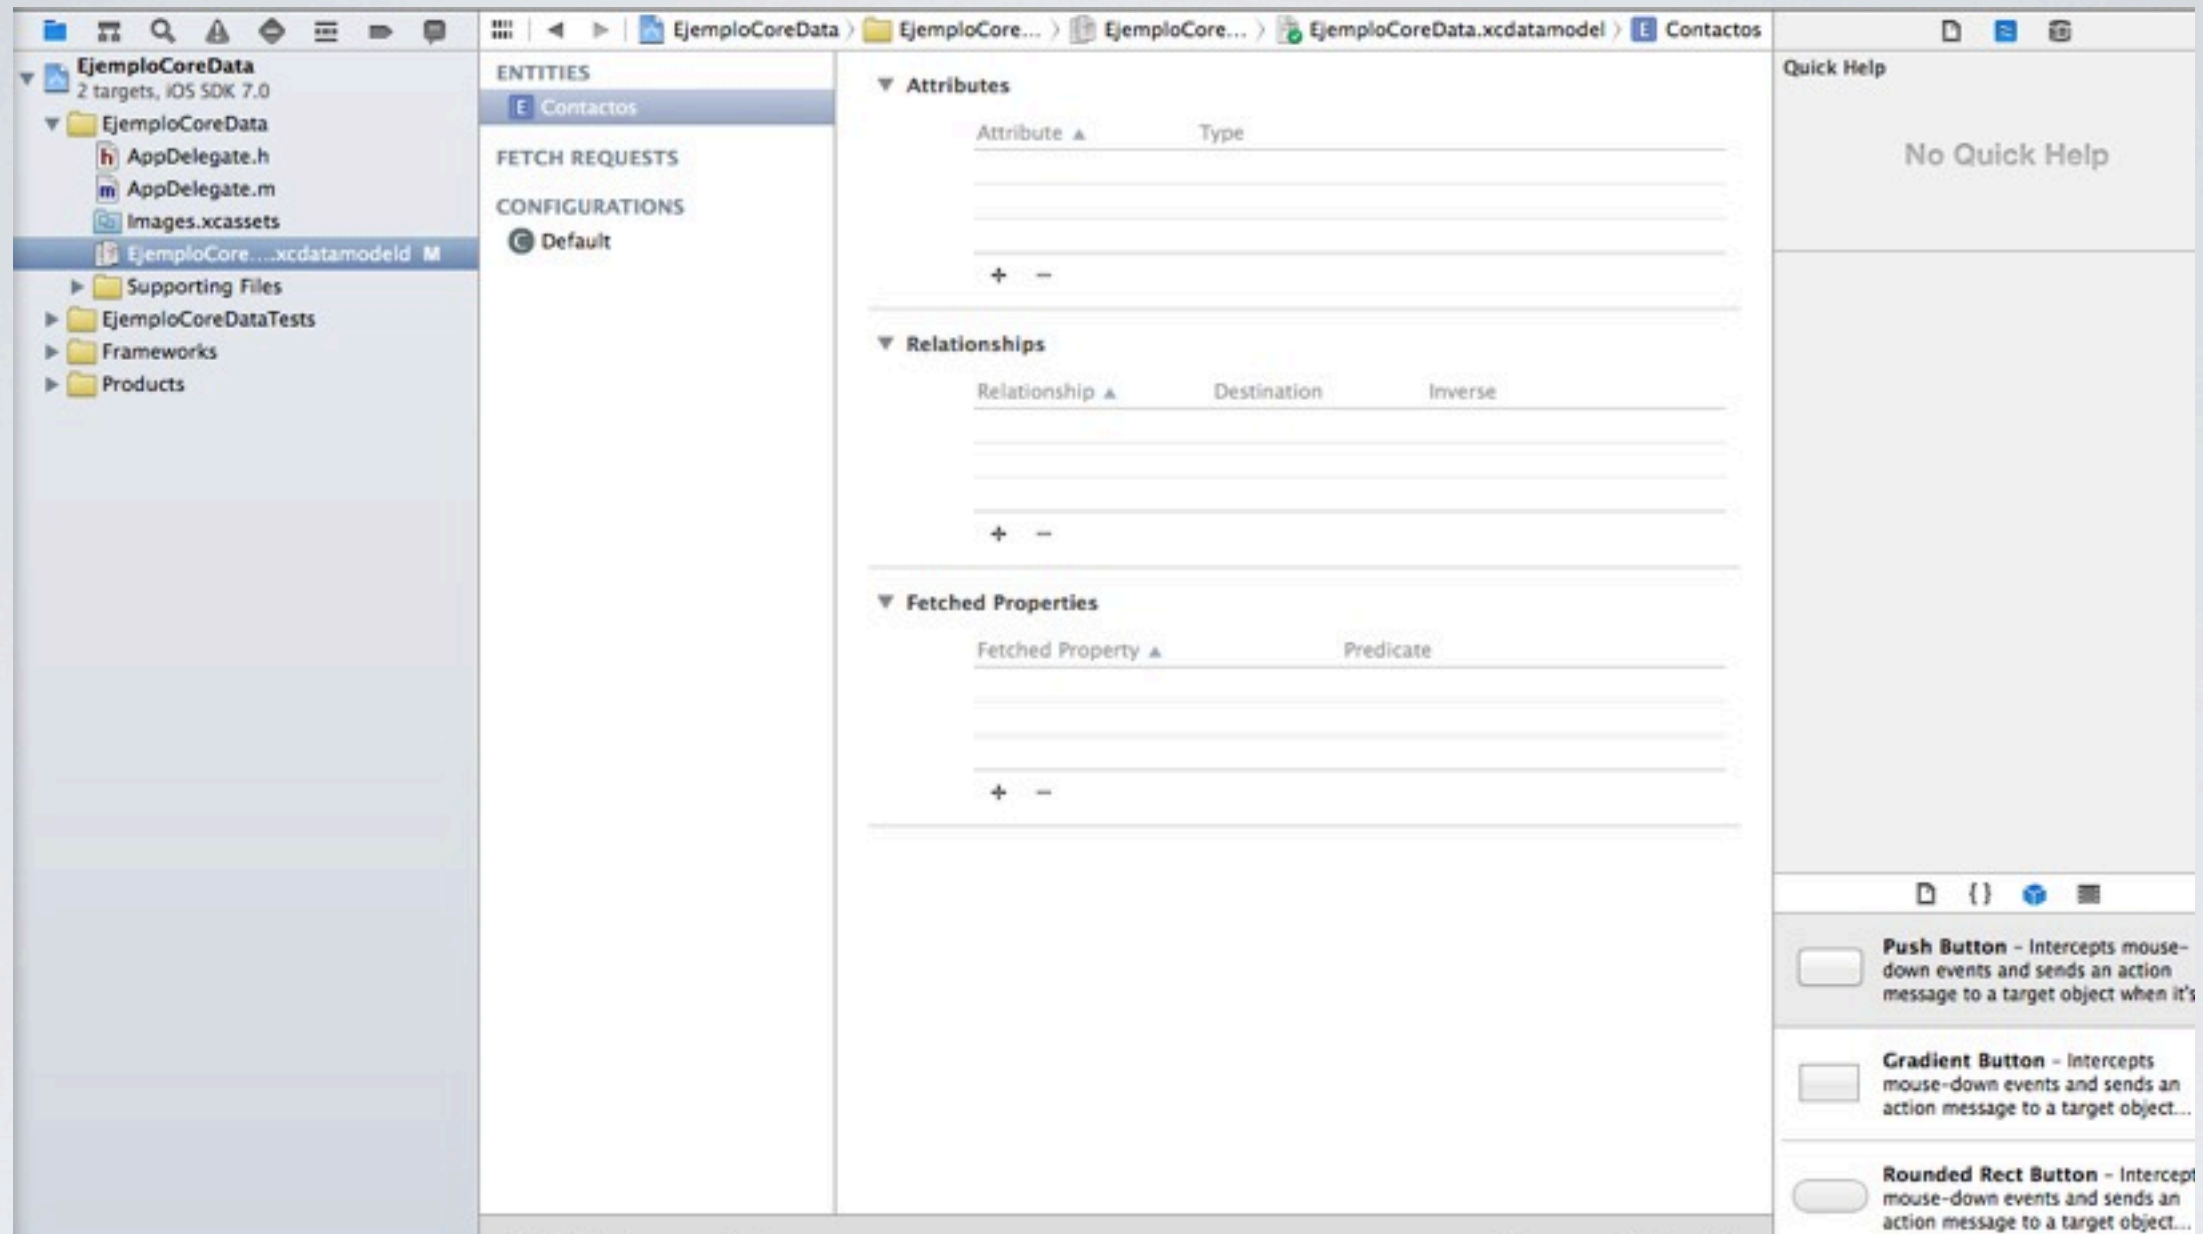 EjemploCoreData
EjemploCore...
EjemploCore...
EjemploCoreData.xcdatamodel
Contactos
EjemploCoreData
2 targets, iOS SDK 7.0
EjemploCoreData
AppDelegate.h
AppDelegate.m
Images.xcassets
EjemploCore....xcdatamodeld M
Supporting Files
EjemploCoreDataTests
Frameworks
Products
ENTITIES
E Contactos
FETCH REQUESTS
CONFIGURATIONS
C Default
Attributes
Attribute Type
Relationships
Relationship Destination Inverse
Fetched Properties
Fetched Property Predicate
Quick Help
No Quick Help
Push Button – Intercepts mouse-
down events and sends an action
message to a target object when it's
Gradient Button – Intercepts
mouse-down events and sends an
action message to a target object...
Rounded Rect Button – Intercept
mouse-down events and sends an
action message to a target object...